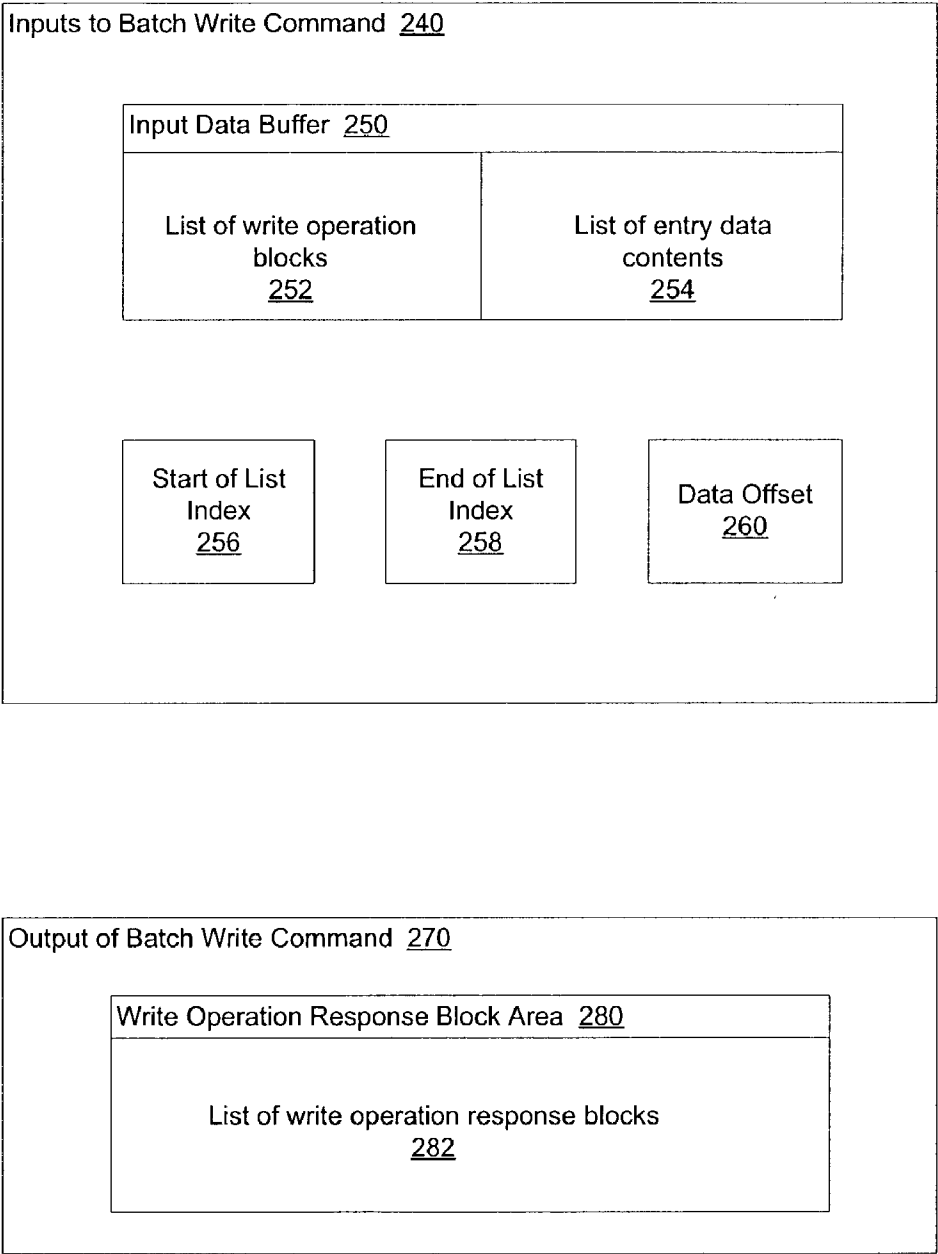 Inputs to Batch Write Command 240
Input Data Buffer 250
List of write operation
blocks
252
List of entry data
contents
254
Start of List
Index
256
End of List
Index
258
Data Offset
260
Output of Batch Write Command 270
Write Operation Response Block Area 280
List of write operation response blocks
282